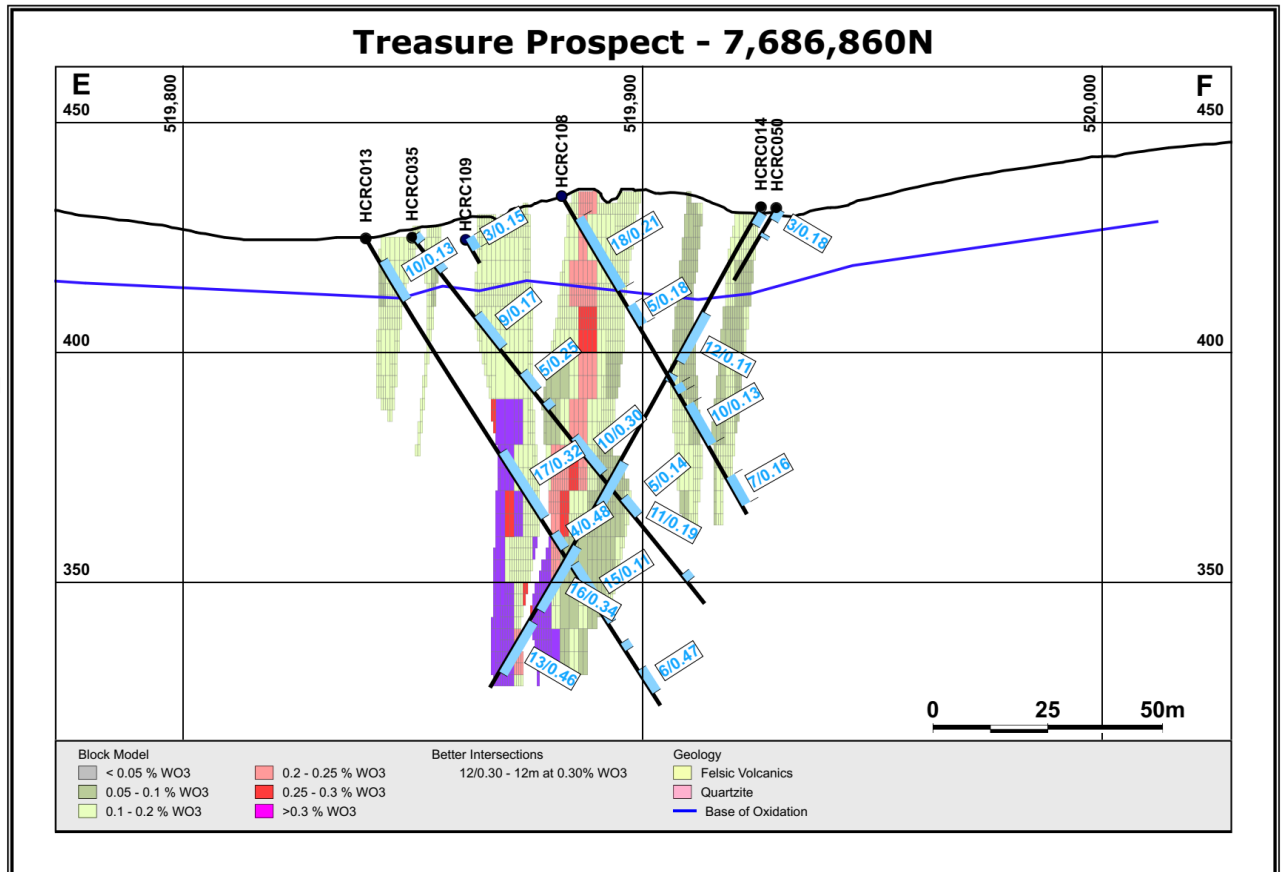 Treasure Prospect - 7,686,860N
E
F
519,800
519,900
520,000
450
450
400
400
350
350
HCRC013
HCRC035
HCRC109
HCRC108
HCRC014
HCRC050
10/0.13
3/0.15
18/0.21
3/0.18
9/0.17
5/0.18
5/0.25
12/0.11
10/0.13
10/0.30
17/0.32
5/0.14
7/0.16
4/0.48
11/0.19
15/0.11
16/0.34
13/0.46
6/0.47
0 25 50m
Block Model
< 0.05 % WO3
0.05 - 0.1 % WO3
0.1 - 0.2 % WO3
0.2 - 0.25 % WO3
0.25 - 0.3 % WO3
>0.3 % WO3
Better Intersections
12/0.30 - 12m at 0.30% WO3
Geology
Felsic Volcanics
Quartzite
Base of Oxidation